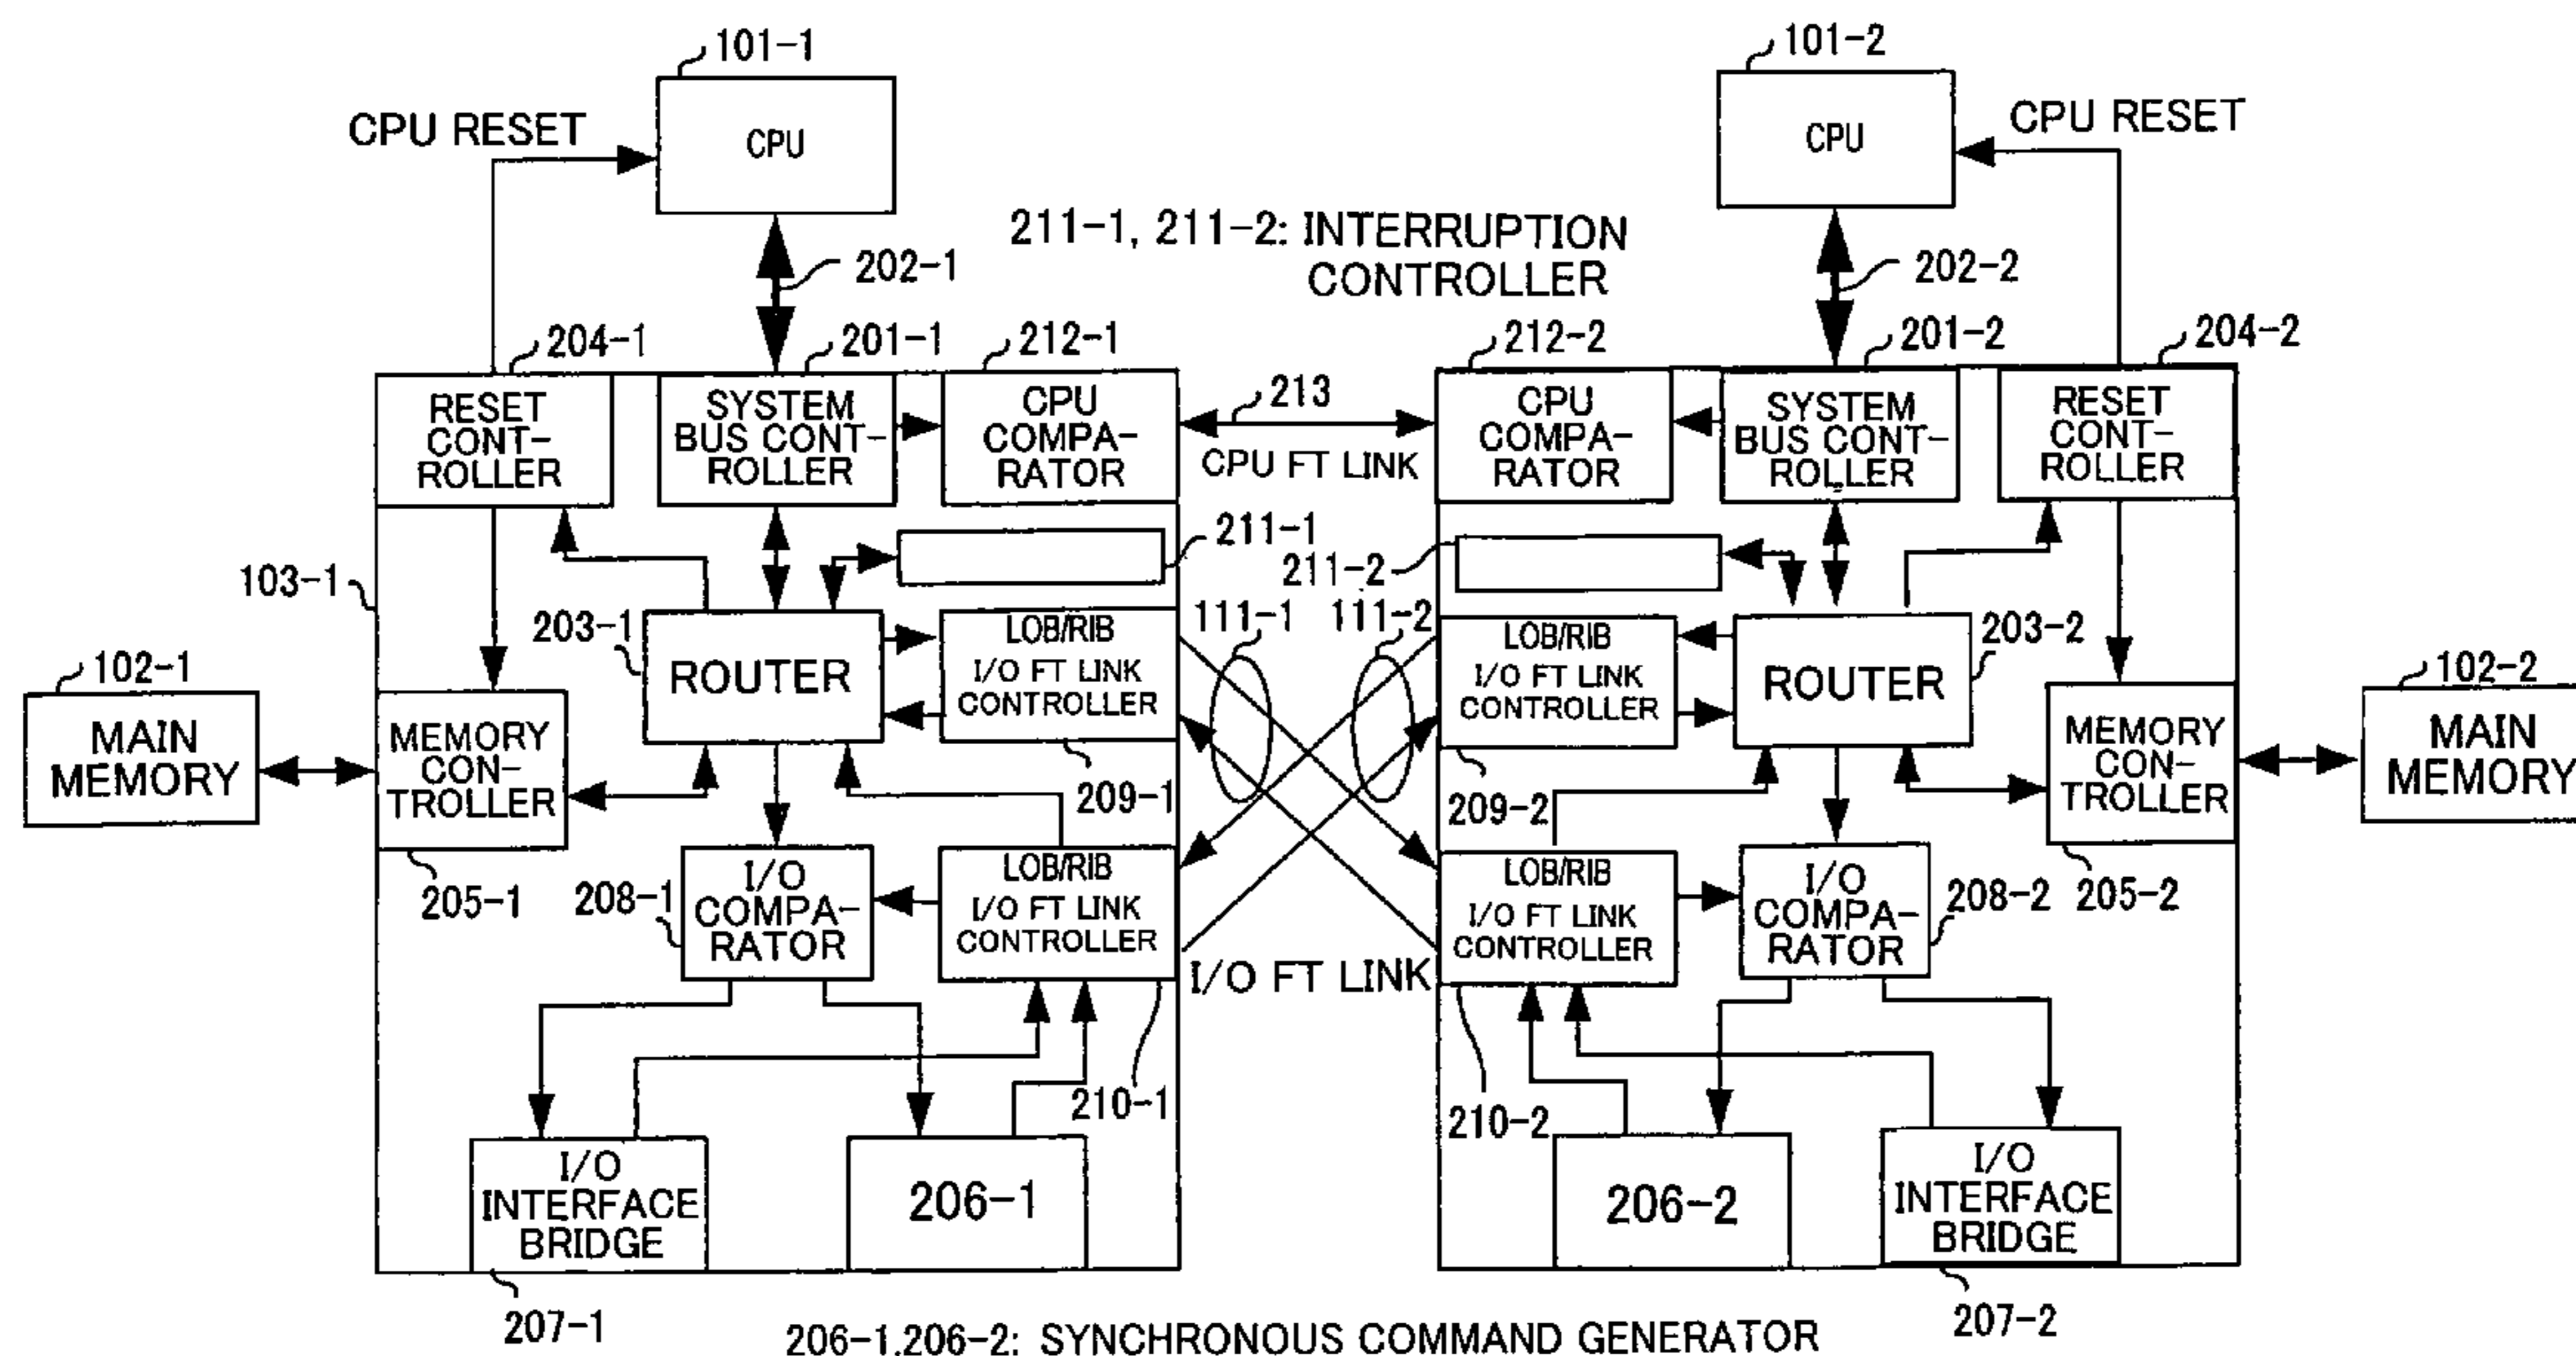 101-1
101-2
CPU RESET
CPU
CPU
CPU RESET
211-1, 211-2: INTERRUPTION
CONTROLLER
202-1
202-2
204-1
201-1
212-1
212-2
201-2
204-2
RESET
CONT-
ROLLER
SYSTEM
BUS CONT-
ROLLER
CPU
COMPA-
RATOR
213
CPU FT LINK
CPU
COMPA-
RATOR
SYSTEM
BUS CONT-
ROLLER
RESET
CONT-
ROLLER
211-1
211-2
103-1
111-1
111-2
203-1
ROUTER
LOB/RIB
I/O FT LINK
CONTROLLER
LOB/RIB
I/O FT LINK
CONTROLLER
ROUTER
203-2
102-1
MAIN
MEMORY
MEMORY
CON-
TROLLER
MEMORY
CON-
TROLLER
102-2
MAIN
MEMORY
209-1
209-2
205-1
208-1
I/O
COMPA-
RATOR
LOB/RIB
I/O FT LINK
CONTROLLER
I/O FT LINK
LOB/RIB
I/O FT LINK
CONTROLLER
I/O
COMPA-
RATOR
208-2
205-2
210-1
210-2
I/O
INTERFACE
BRIDGE
206-1
206-2
I/O
INTERFACE
BRIDGE
207-1
207-2
206-1.206-2: SYNCHRONOUS COMMAND GENERATOR